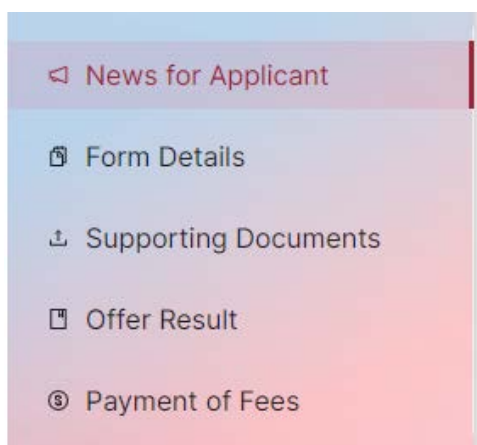 News for Applicant
Form Details
Supporting Documents
Offer Result
Payment of Fees